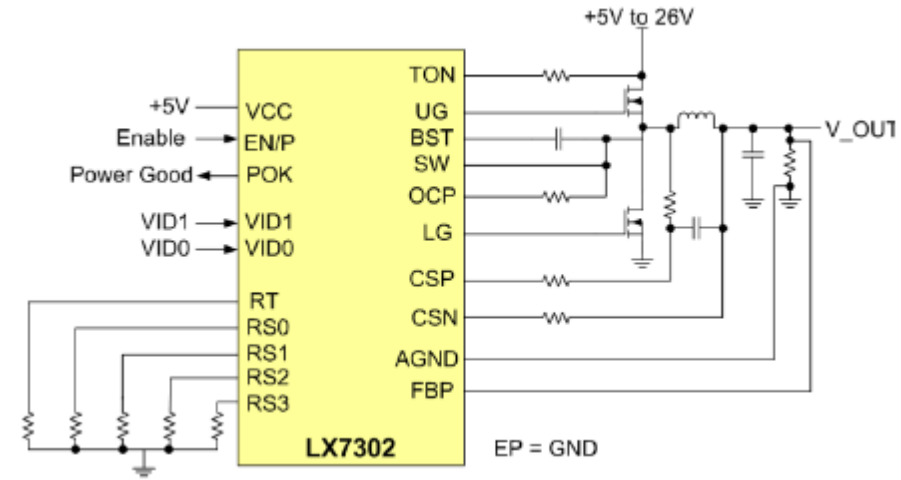 +5V to 26V
TON
+5V
VCC
UG
Enable
EN/P
BST
V_OUT
SW
Power Good
POK
OCP
VID1
VID1
LG
VID0
VID0
CSP
RT
CSN
RS0
RS1
AGND
RS2
FBP
RS3
LX7302
EP = GND